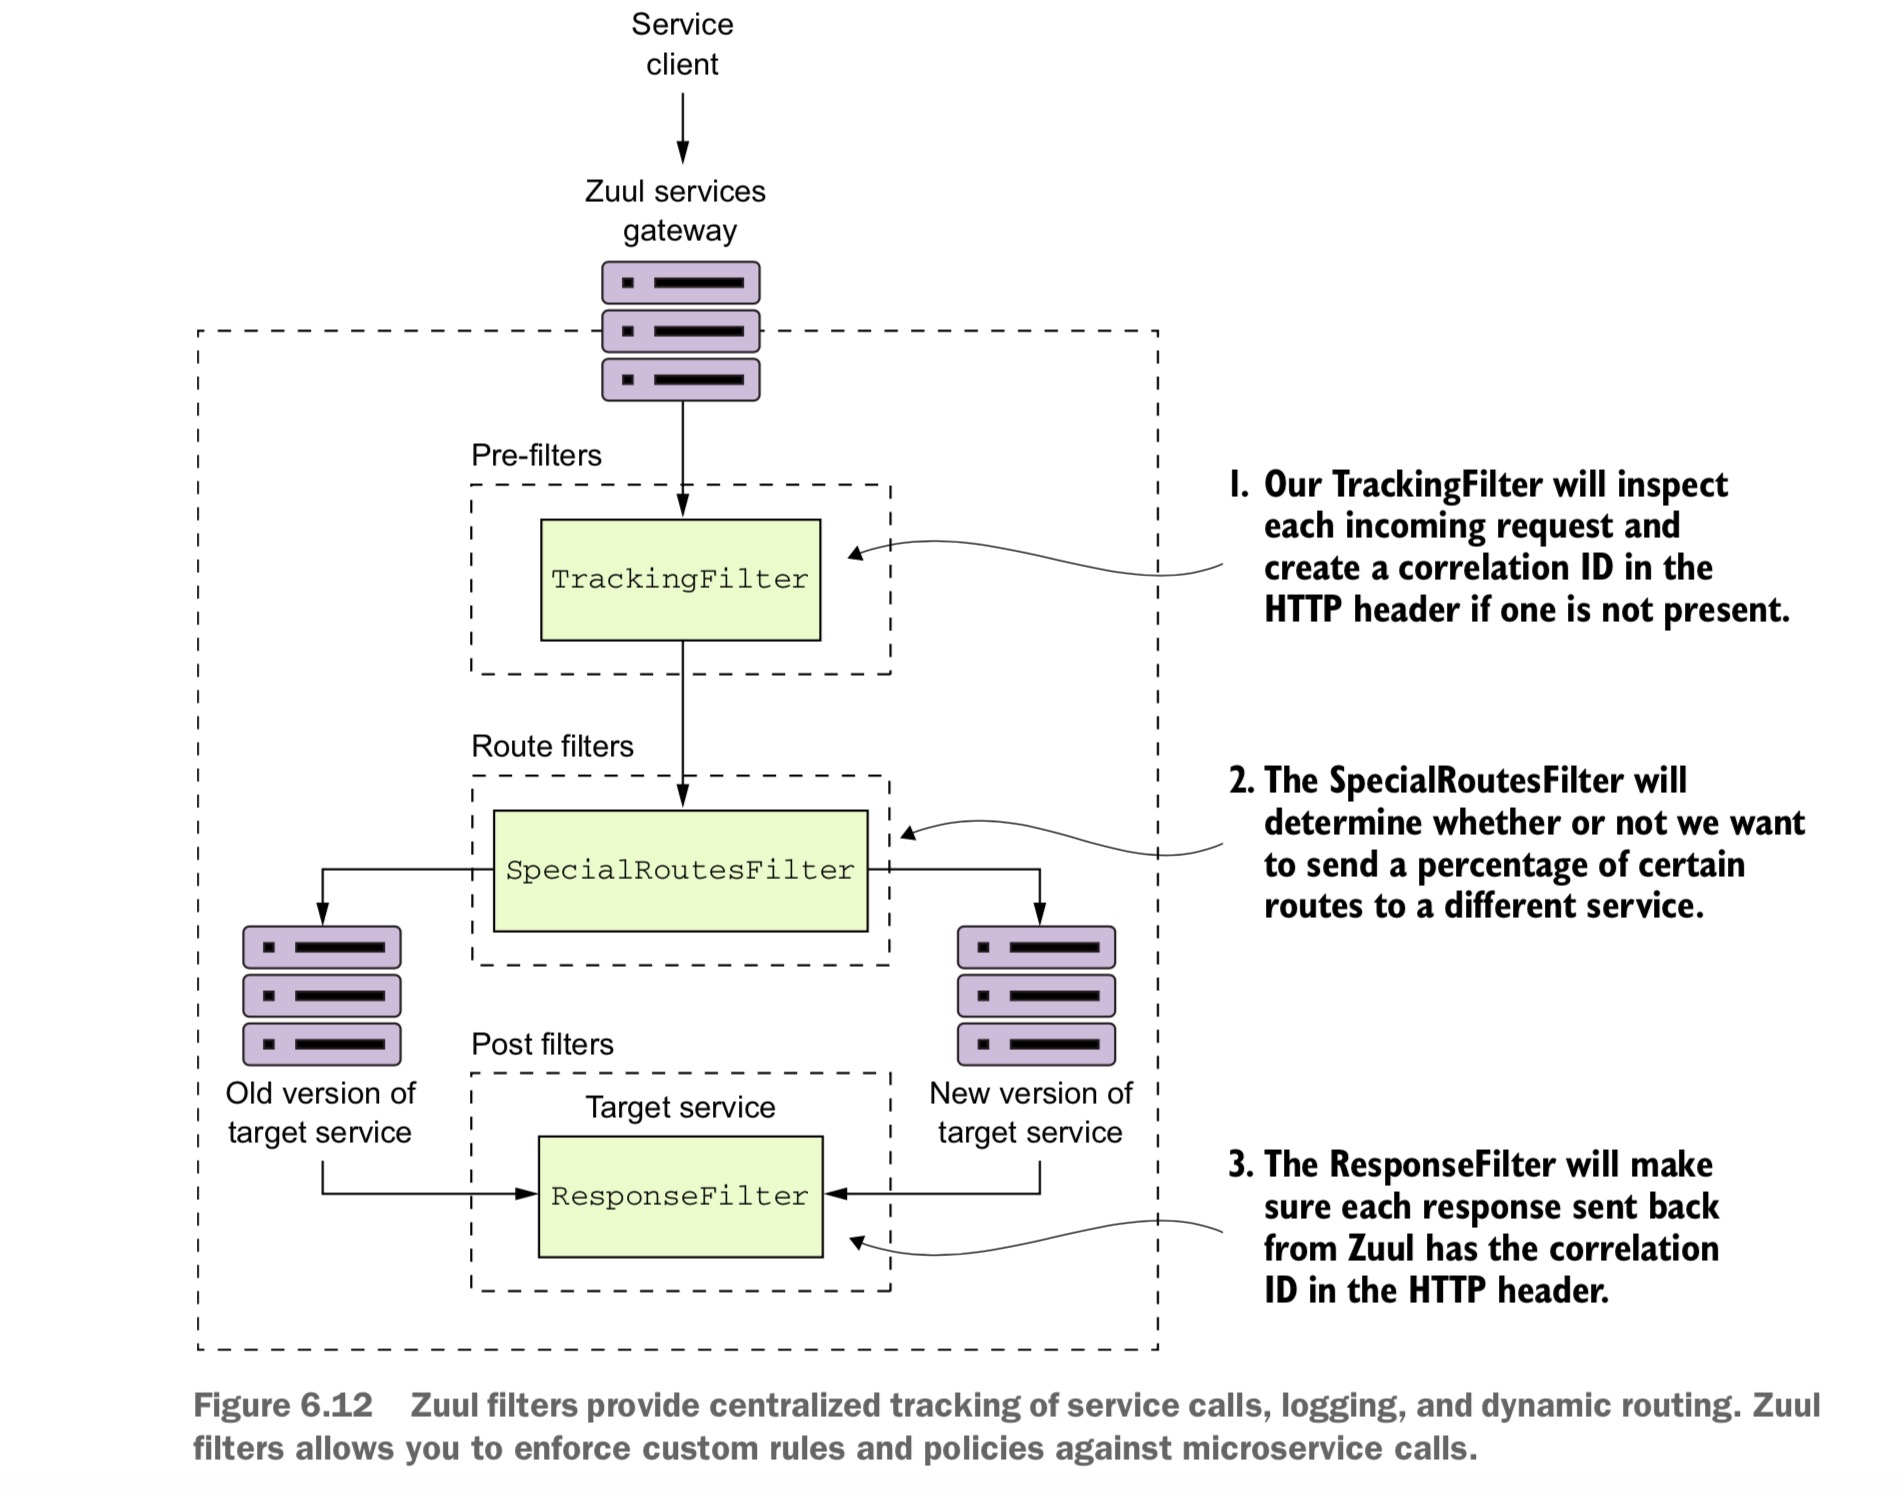 Service
client
Zuul services
gateway
Pre-filters
TrackingFilter
1. Our TrackingFilter will inspect
each incoming request and
create a correlation ID in the
HTTP header if one is not present.
Route filters
SpecialRoutesFilter
2. The SpecialRoutesFilter will
determine whether or not we want
to send a percentage of certain
routes to a different service.
Old version of
target service
New version of
target service
Post filters
Target service
ResponseFilter
3. The ResponseFilter will make
sure each response sent back
from Zuul has the correlation
ID in the HTTP header.
Figure 6.12 Zuul filters provide centralized tracking of service calls, logging, and dynamic routing. Zuul
filters allows you to enforce custom rules and policies against microservice calls.